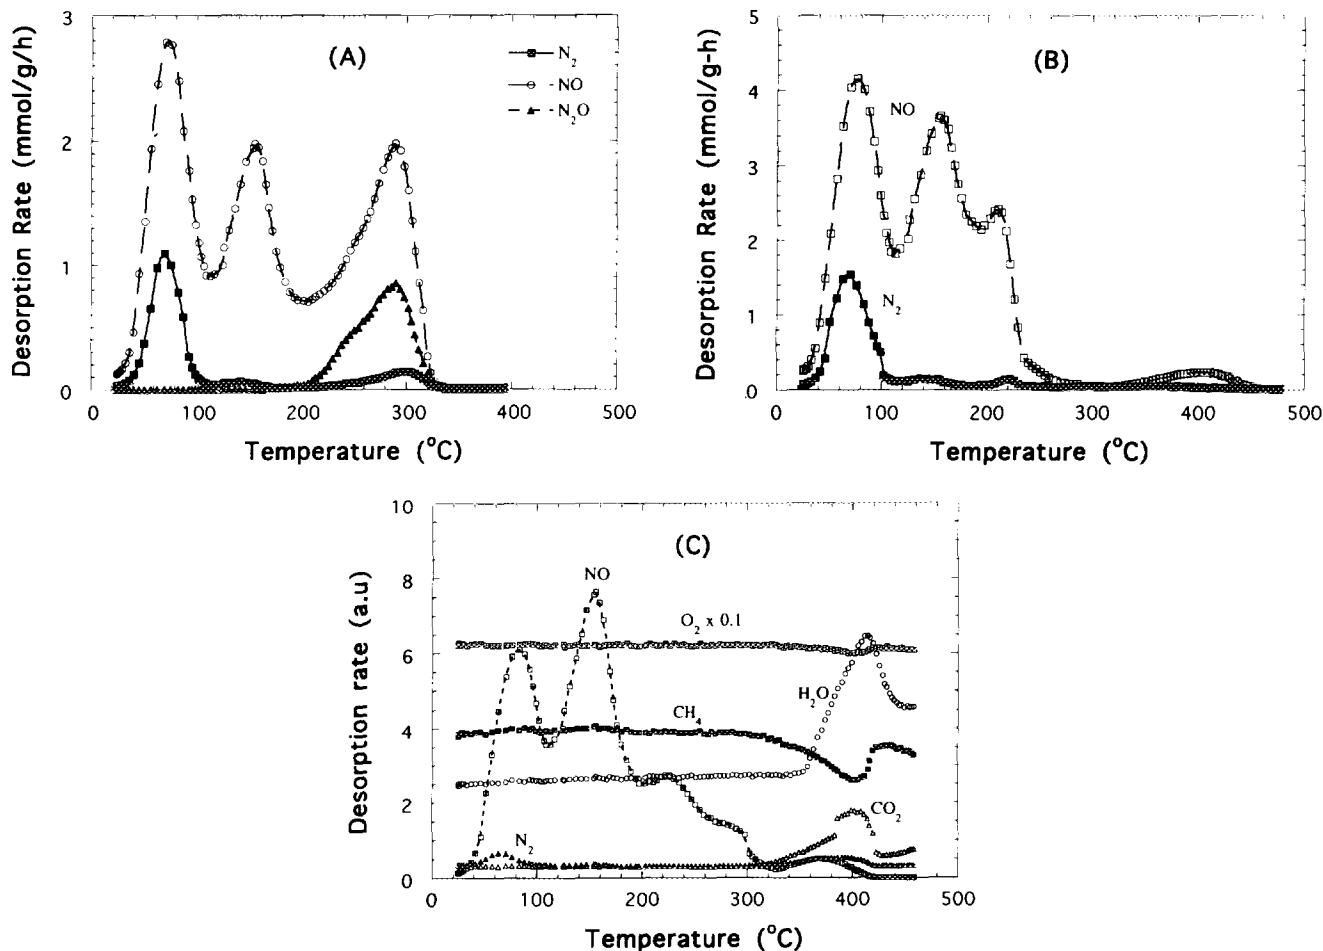 (A)
N2
NO
N2O
Desorption Rate (mmol/g/h)
3
2
1
0
0 100 200 300 400 500
Temperature (°C)
(B)
NO
N2
Desorption Rate (mmol/g-h)
5
4
3
2
1
0
0 100 200 300 400 500
Temperature (°C)
(C)
NO
O2 x 0.1
H2O
CH4
CO2
N2
Desorption rate (a.u)
10
8
6
4
2
0
0 100 200 300 400 500
Temperature (°C)